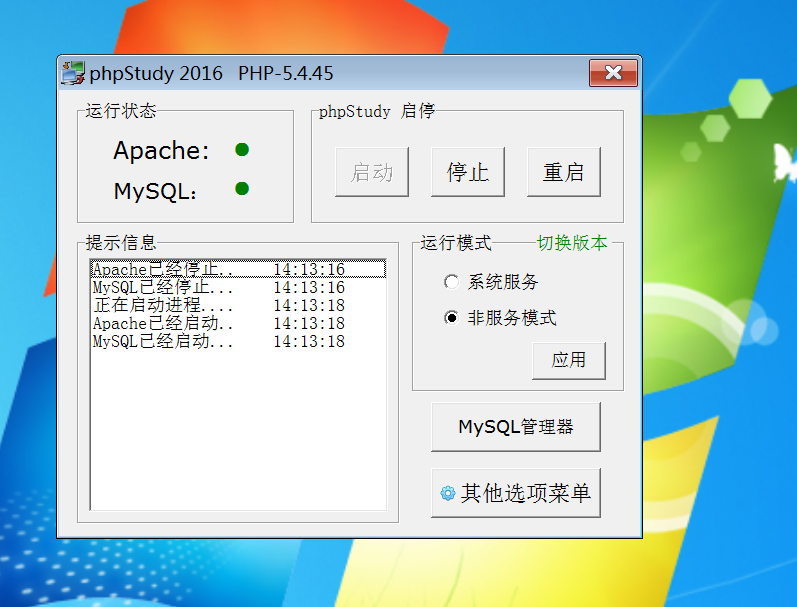 phpStudy 2016 PHP-5.4.45
运行状态
Apache:
MySQL:
phpStudy 启停
启动 停止 重启
提示信息
Apache已经停止.. 14:13:16
MySQL已经停止... 14:13:16
正在启动进程.... 14:13:18
Apache已经启动.. 14:13:18
MySQL已经启动... 14:13:18
运行模式 切换版本
系统服务
非服务模式
应用
MySQL管理器
其他选项菜单